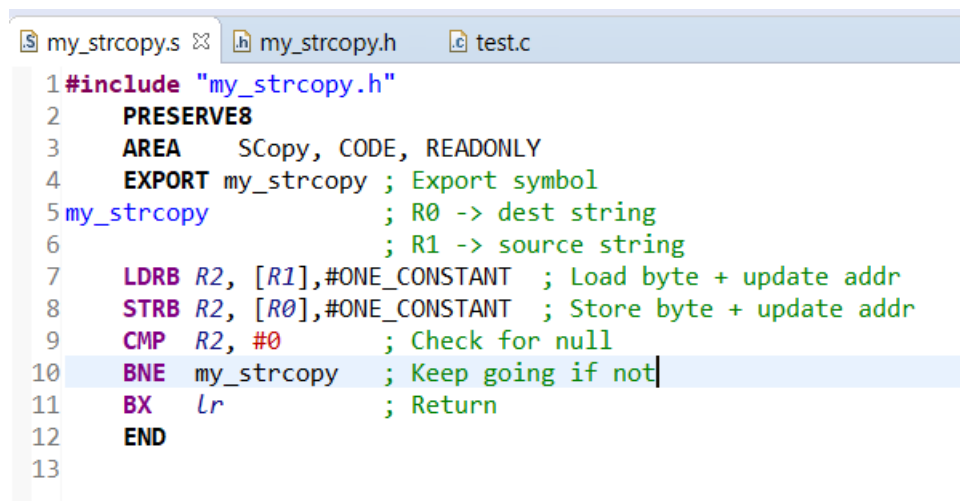 my_strcopy.s my_strcopy.h test.c
1 #include "my_strcopy.h"
2 PRESERVE8
3 AREA SCopy, CODE, READONLY
4 EXPORT my_strcopy ; Export symbol
5 my_strcopy ; R0 -> dest string
6 ; R1 -> source string
7 LDRB R2, [R1],#ONE_CONSTANT ; Load byte + update addr
8 STRB R2, [R0],#ONE_CONSTANT ; Store byte + update addr
9 CMP R2, #0 ; Check for null
10 BNE my_strcopy ; Keep going if not
11 BX lr ; Return
12 END
13